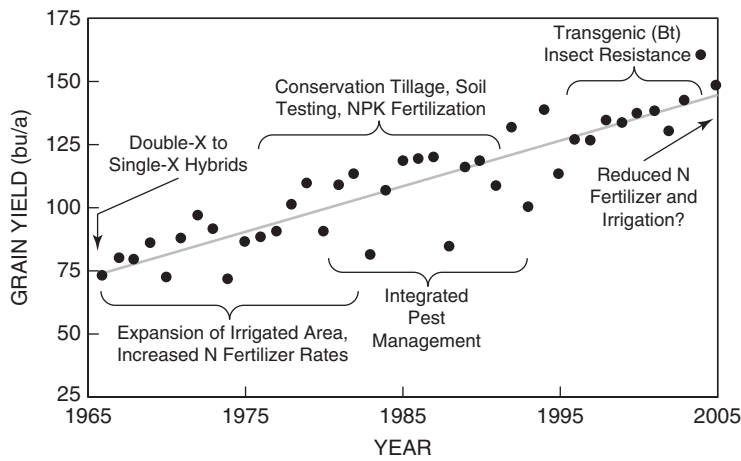 175
150
125
100
75
50
25
GRAIN YIELD (bu/a)
Transgenic (Bt)
Insect Resistance
Conservation Tillage, Soil
Testing, NPK Fertilization
Double-X to
Single-X Hybrids
Reduced N
Fertilizer and
Irrigation?
Integrated
Pest
Management
Expansion of Irrigated Area,
Increased N Fertilizer Rates
1965
1975
1985
1995
2005
YEAR